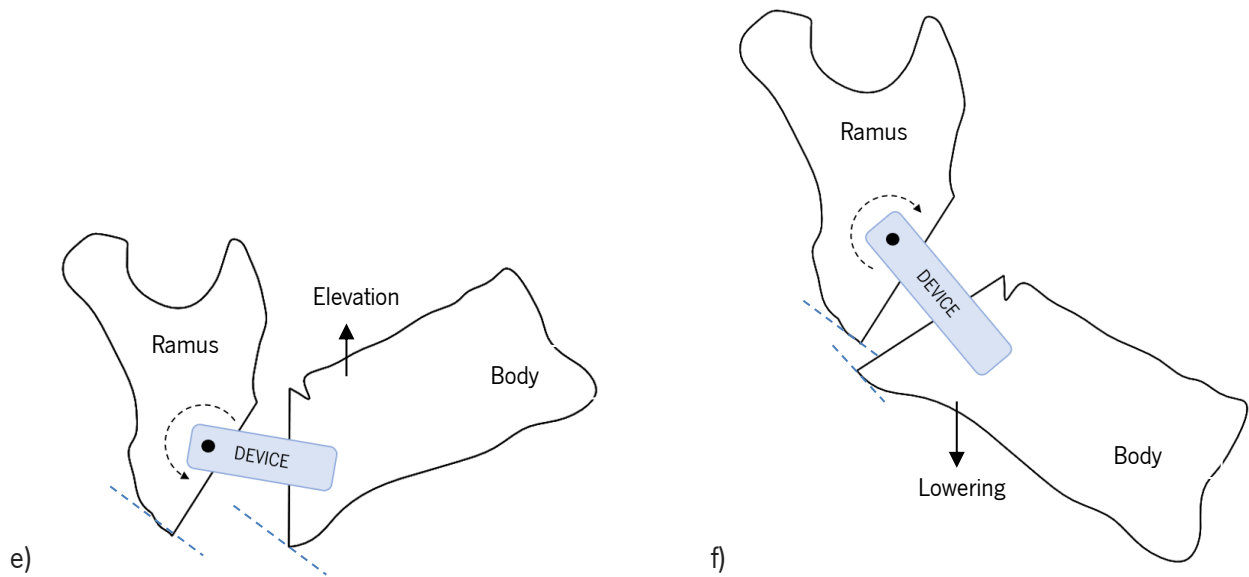 Ramus
Elevation
Body
DEVICE
e)
Ramus
DEVICE
Body
Lowering
f)